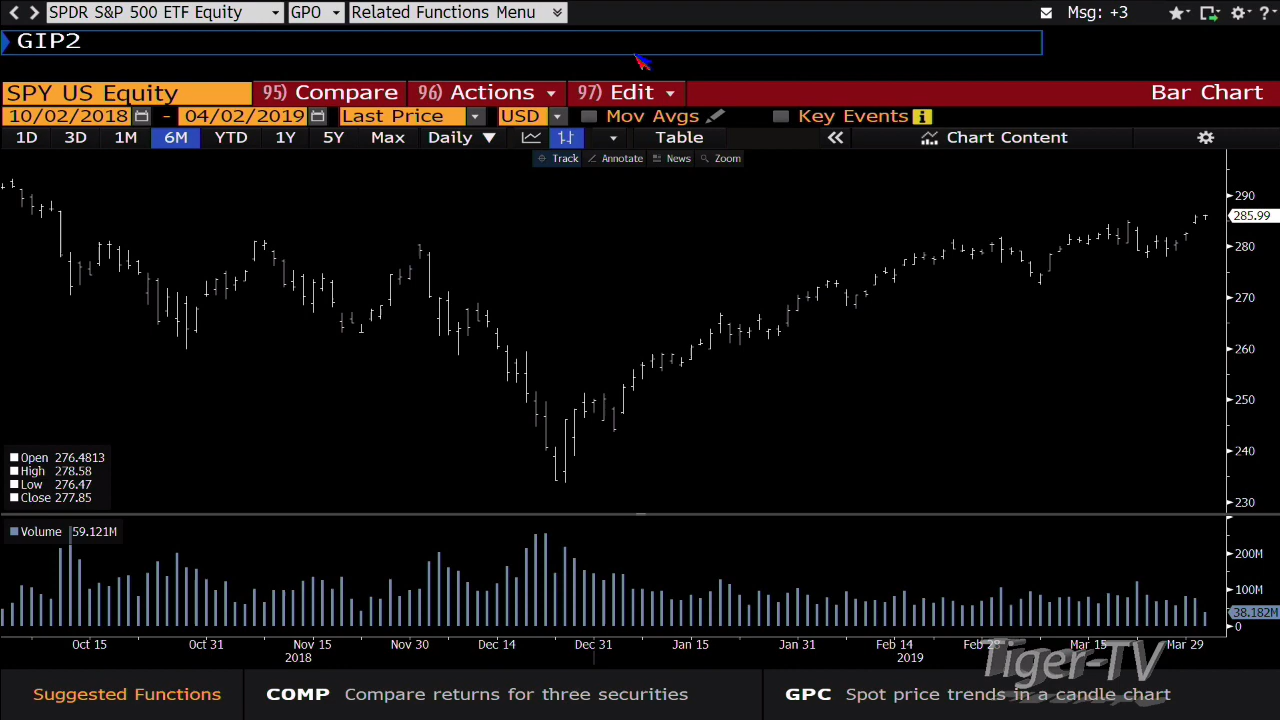 SPDR S&P 500 ETF Equity GPO Related Functions Menu Msg: +3 ?
GIP2
SPY US Equity 95) Compare 96) Actions 97) Edit Bar Chart
10/02/2018 - 04/02/2019 Last Price USD Mov Avgs Key Events i
1D 3D 1M 6M YTD 1Y 5Y Max Daily Table Chart Content
Track Annotate News Zoom
290
285.99
280
270
260
250
240
230
Open 276.4813
High 278.58
Low 276.47
Close 277.85
Volume 59.121M
200M
100M
38.182M
0
Oct 15 Oct 31 Nov 15 Nov 30 Dec 14 Dec 31 Jan 15 Jan 31 Feb 14 Feb 28 Mar 15 Mar 29
2018 2019
Tiger-TV
Suggested Functions COMP Compare returns for three securities GPC Spot price trends in a candle chart